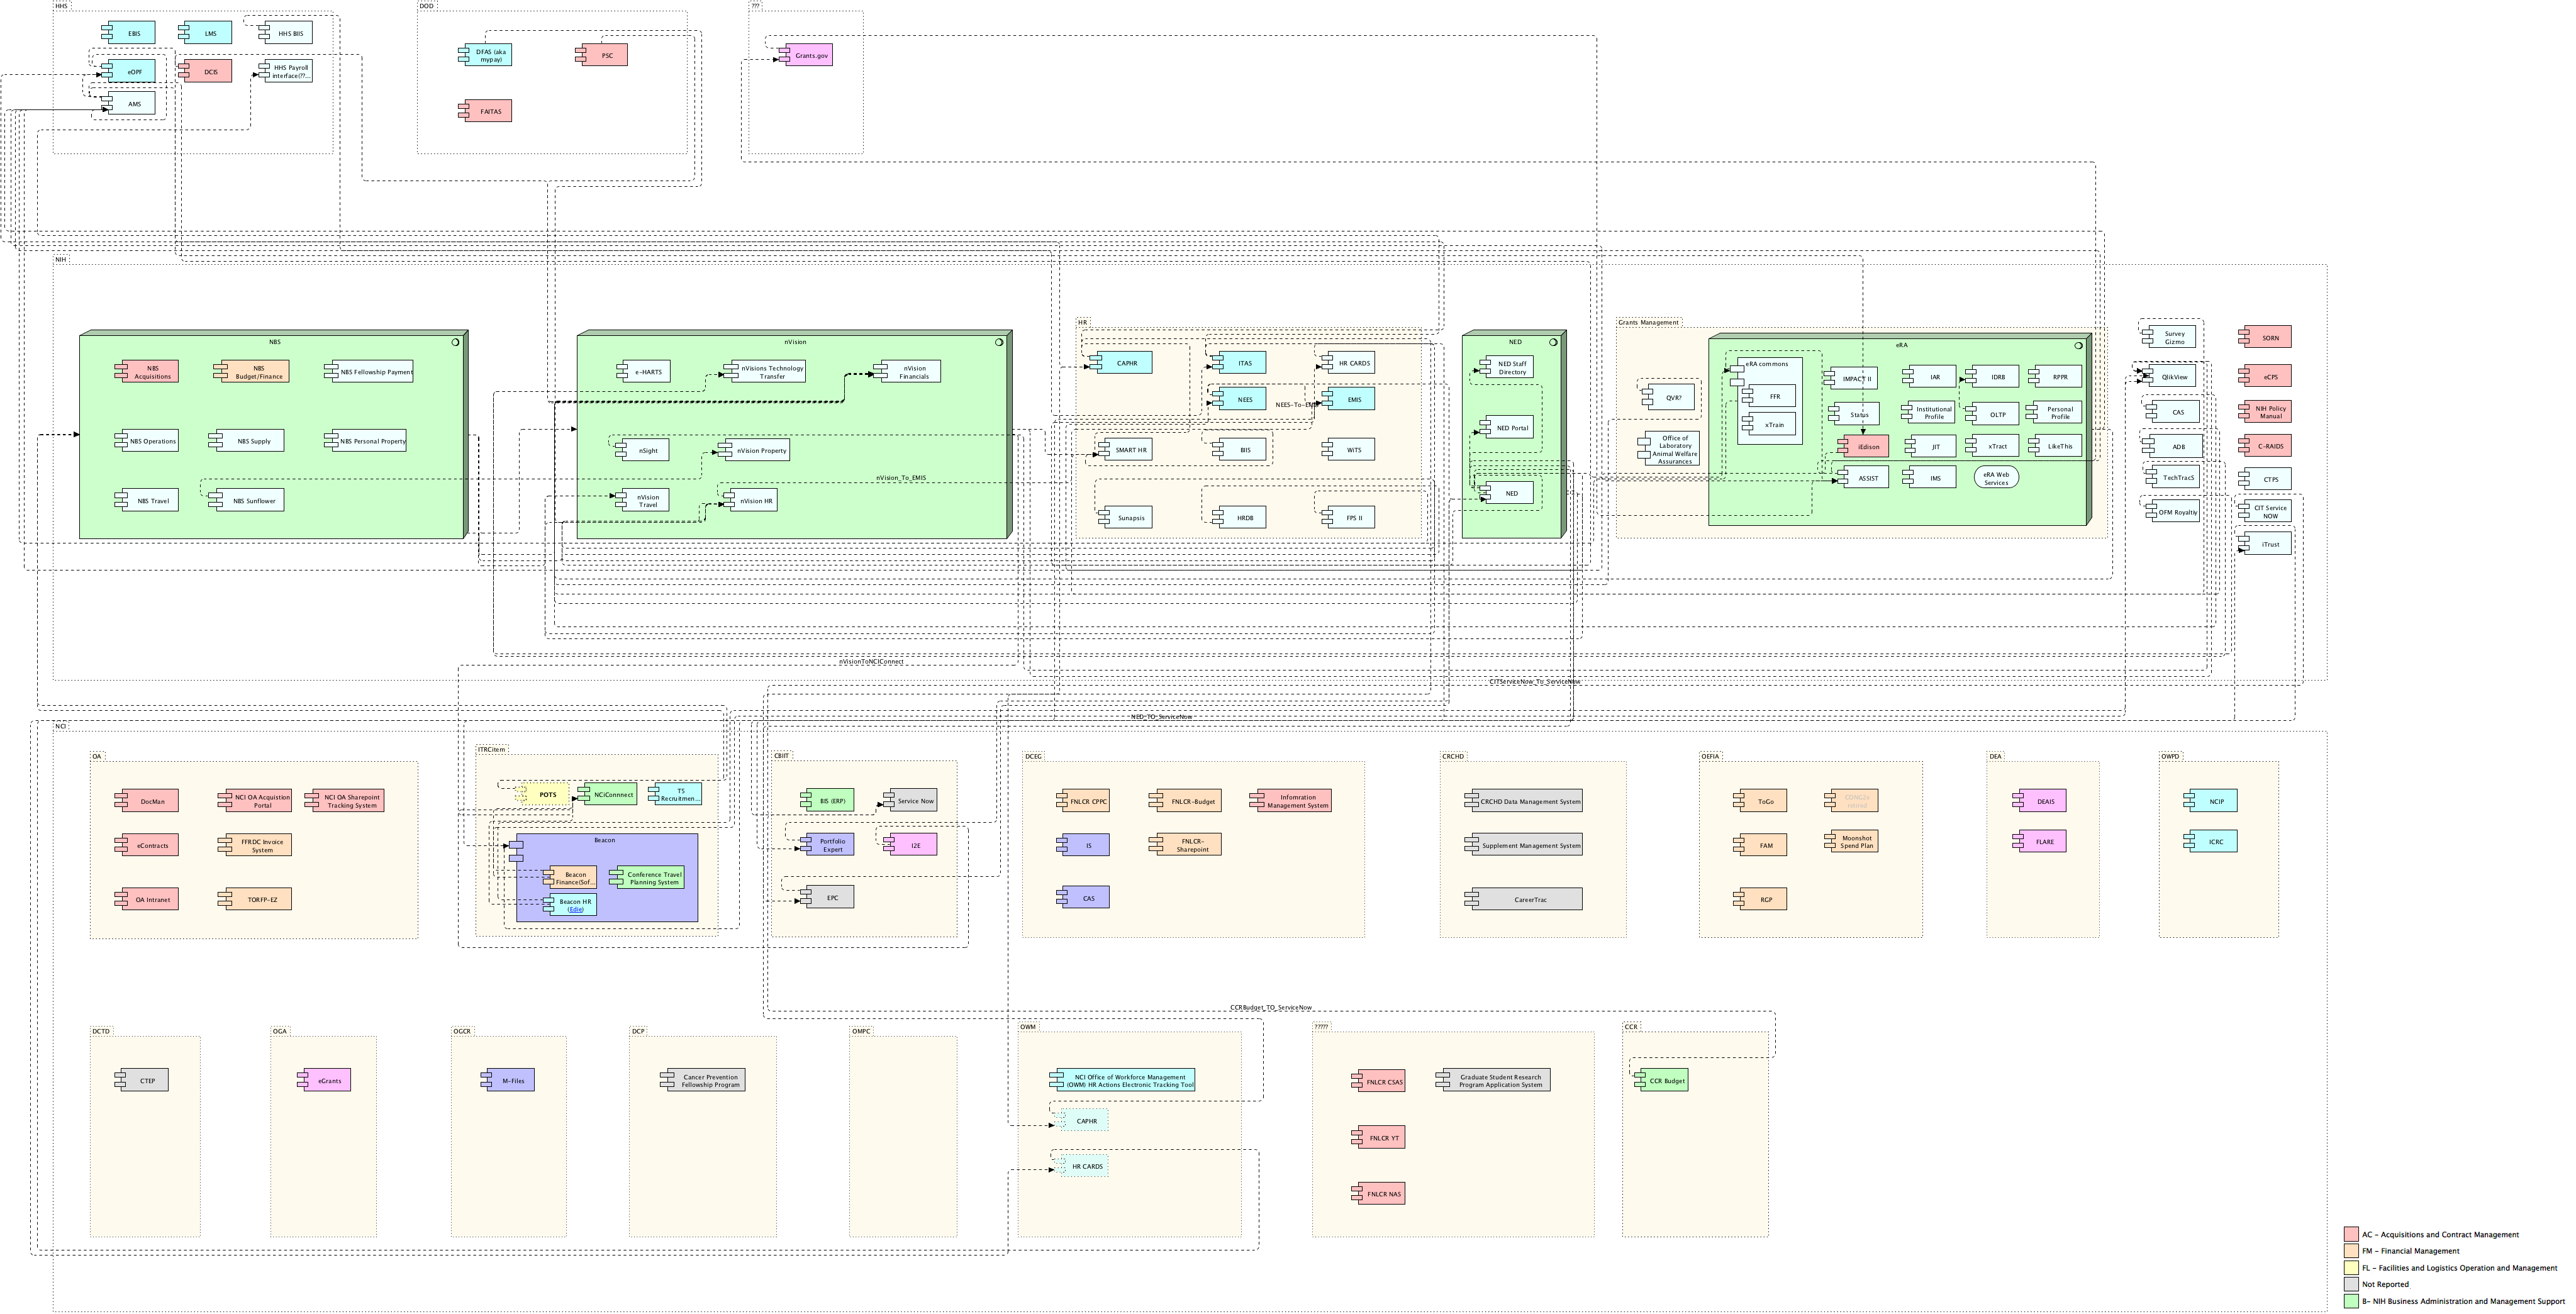 HHS
DOD
???
EBIS
LMS
HHS BIIS
eOPF
DCIS
HHS Payroll
interface(??...
AMS
DFAS (aka
mypay)
PSC
FAITAS
Grants.gov
NIH
NBS
NBS
Acquisitions
NBS
Budget/Finance
NBS Fellowship Payment
NBS Operations
NBS Supply
NBS Personal Property
NBS Travel
NBS Sunflower
nVision
e-HARTS
nVisions Technology
Transfer
nVision
Financials
nSight
nVision Property
nVision_To_EMIS
nVision
Travel
nVision HR
HR
CAPHR
ITAS
HR CARDS
NEES
NEES-To-EMIS
EMIS
SMART HR
BIIS
WiTS
Sunapsis
HRDB
FPS II
NED
NED Staff
Directory
NED Portal
NED
Grants Management
QVR?
Office of
Laboratory
Animal Welfare
Assurances
eRA
eRA commons
FFR
xTrain
IMPACT II
IAR
IDRB
RPPR
Status
Institutional
Profile
OLTP
Personal
Profile
iEdison
JIT
xTract
LikeThis
ASSIST
IMS
eRA Web
Services
Survey
Gizmo
SORN
QlikView
eCPS
CAS
NIH Policy
Manual
ADB
C-RAIDS
TechTracS
CTPS
OFM Royaltiy
CIT Service
NOW
iTrust
nVisionToNCIConnect
CITServiceNow_To_ServiceNow
NED_TO_ServiceNow
NCI
OA
DocMan
NCI OA Acquistion
Portal
NCI OA Sharepoint
Tracking System
eContracts
FFRDC Invoice
System
OA Intranet
TORFP-EZ
ITRCitem
POTS
NCiConnnect
TS
Recruitmen...
Beacon
Beacon
Finance(Sof...
Conference Travel
Planning System
Beacon HR
(Edie)
CBIIT
BIS (ERP)
Service Now
Portfolio
Expert
I2E
EPC
DCEG
FNLCR CPPC
FNLCR-Budget
Infomration
Management System
IS
FNLCR-
Sharepoint
CAS
CRCHD
CRCHD Data Management System
Supplement Management System
CareerTrac
OEFIA
ToGo
retired
FAM
Moonshot
Spend Plan
RGP
DEA
DEAIS
FLARE
OWPD
NCIP
ICRC
CCRBudget_TO_ServiceNow
DCTD
CTEP
OGA
eGrants
OGCR
M-Files
DCP
Cancer Prevention
Fellowship Program
OMPC
OWM
NCI Office of Workforce Management
(OWM) HR Actions Electronic Tracking Tool
CAPHR
HR CARDS
?????
FNLCR CSAS
Graduate Student Research
Program Application System
FNLCR YT
FNLCR NAS
CCR
CCR Budget
AC - Acquisitions and Contract Management
FM - Financial Management
FL - Facilities and Logistics Operation and Management
Not Reported
B- NIH Business Administration and Management Support